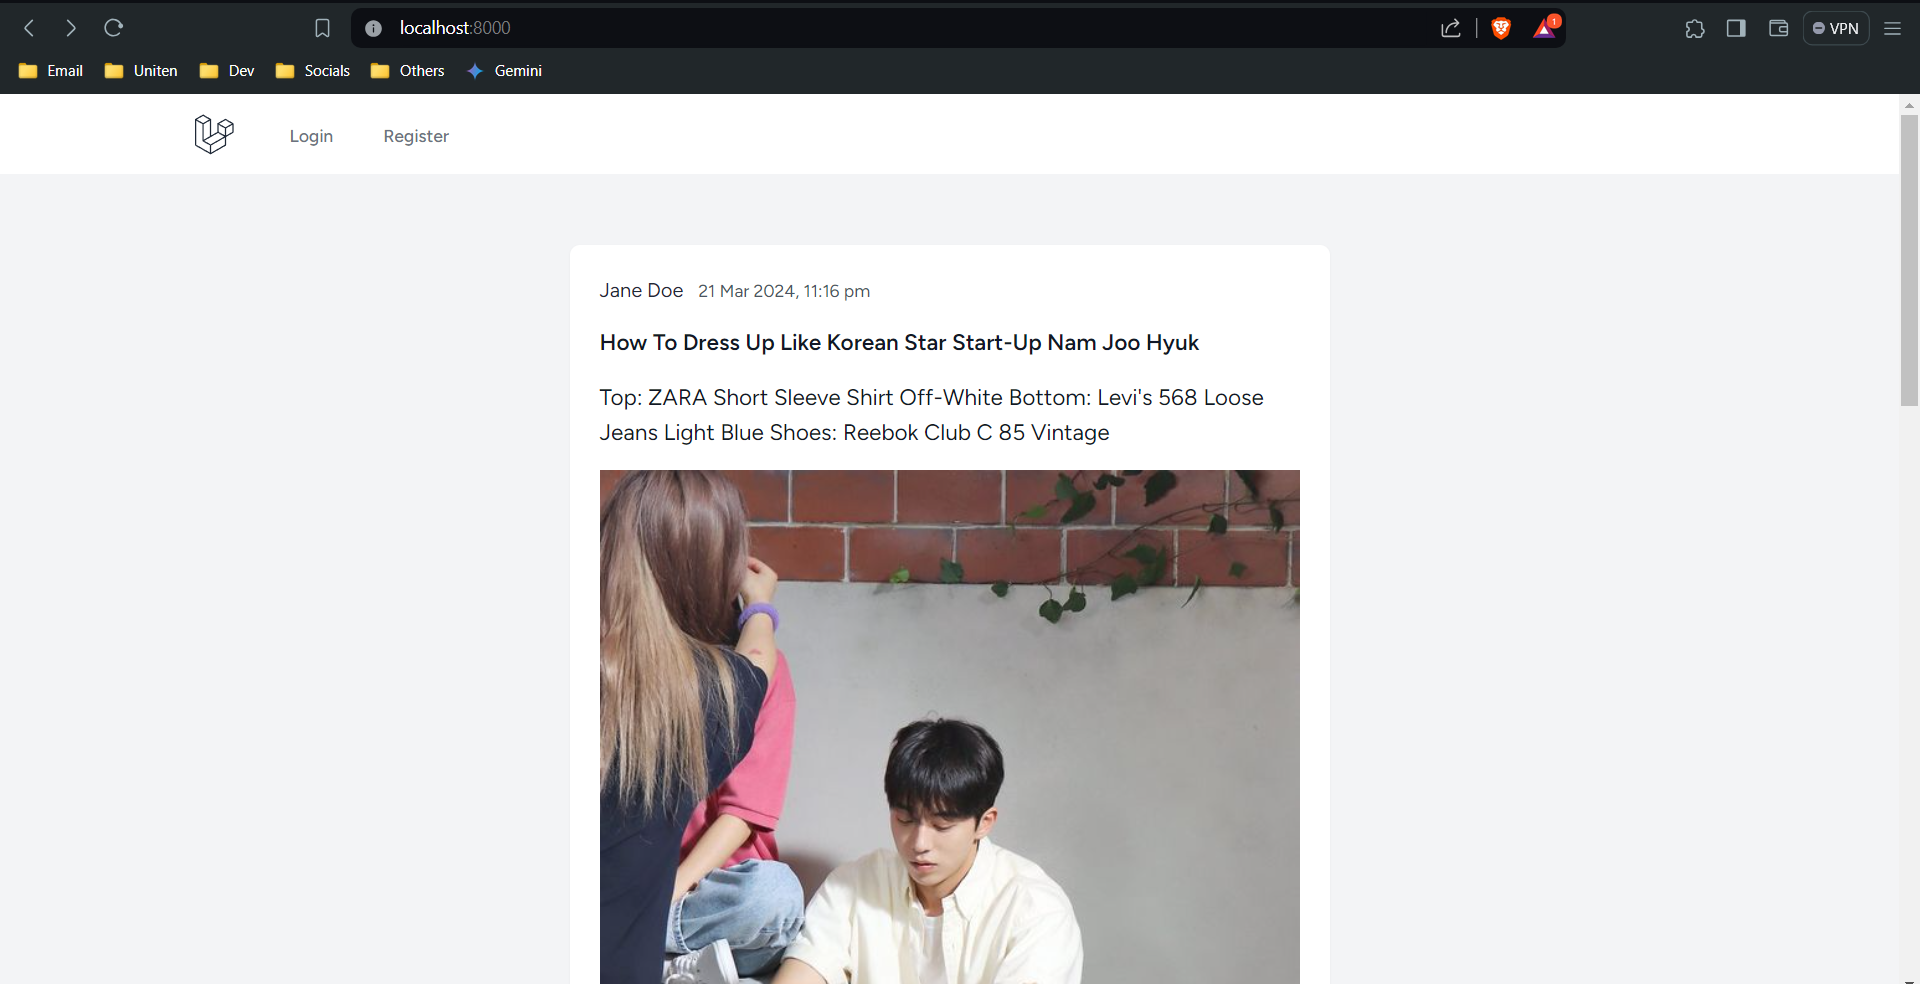 localhost:8000
1
VPN
Email
Uniten
Dev
Socials
Others
Gemini
Login
Register
Jane Doe 21 Mar 2024, 11:16 pm
How To Dress Up Like Korean Star Start-Up Nam Joo Hyuk
Top: ZARA Short Sleeve Shirt Off-White Bottom: Levi's 568 Loose
Jeans Light Blue Shoes: Reebok Club C 85 Vintage